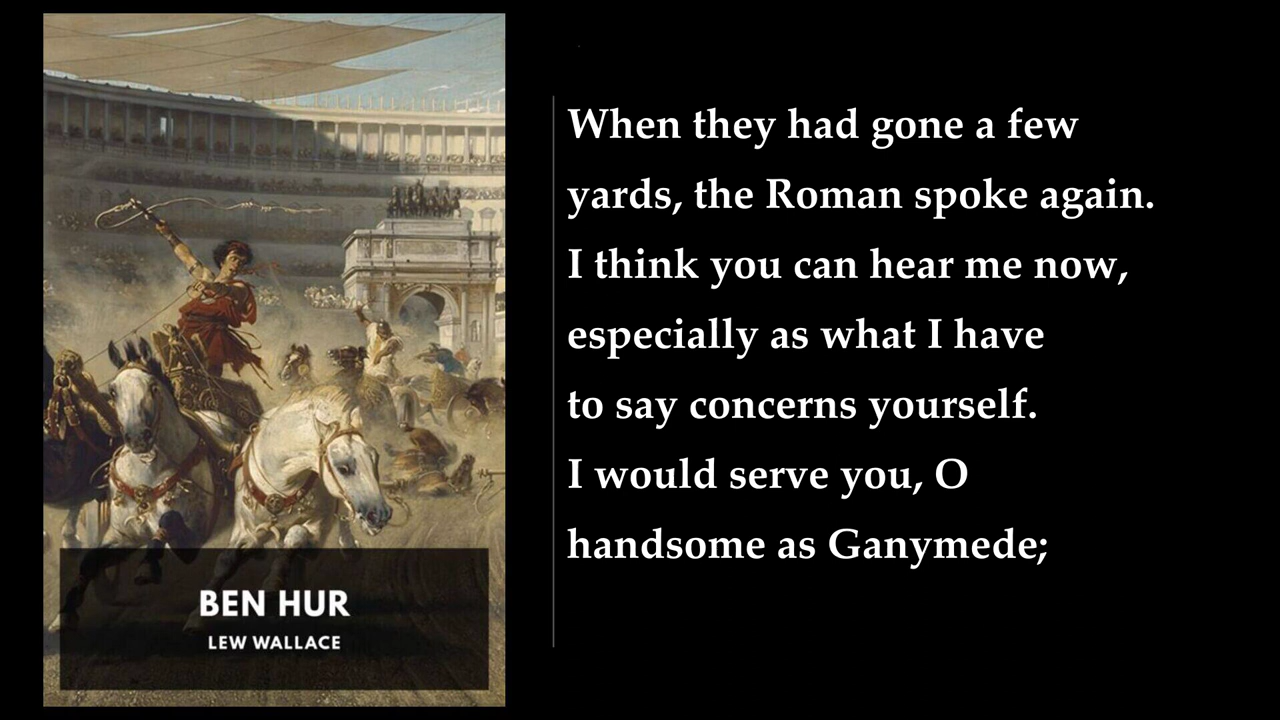 BEN HUR
LEW WALLACE
When they had gone a few
yards, the Roman spoke again.
I think you can hear me now,
especially as what I have
to say concerns yourself.
I would serve you, O
handsome as Ganymede;